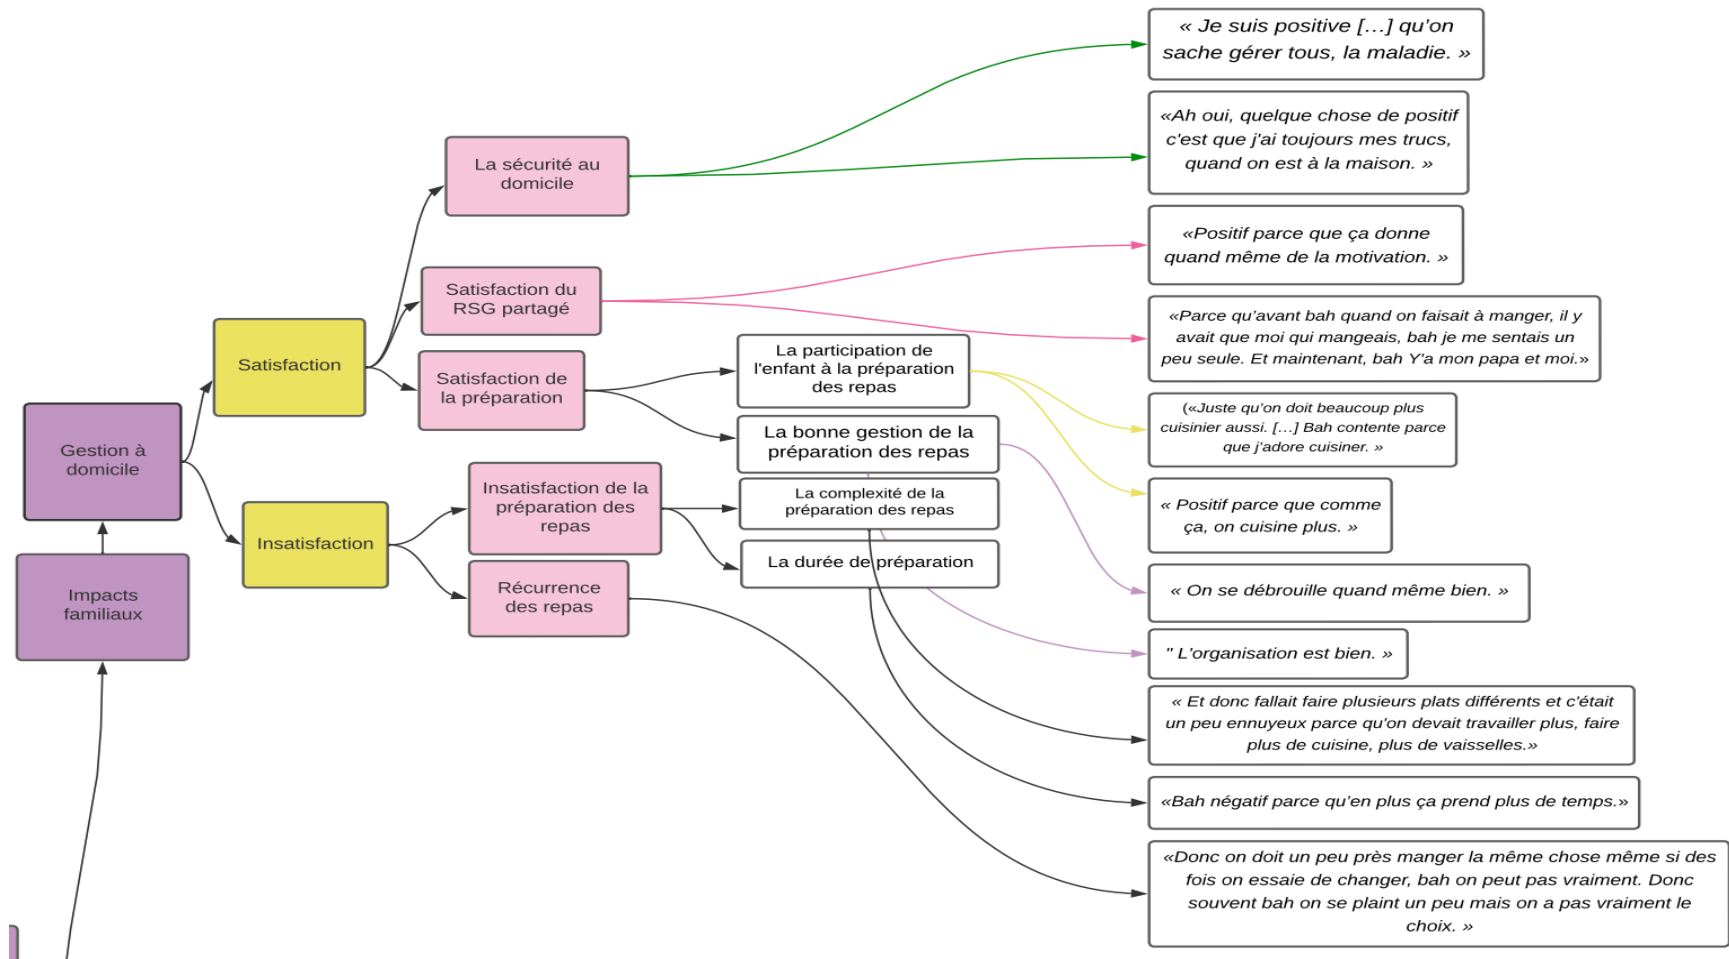 Impacts
familiaux
Gestion à
domicile
Satisfaction
La sécurité au
domicile
« Je suis positive […] qu'on
sache gérer tous, la maladie. »
«Ah oui, quelque chose de positif
c'est que j'ai toujours mes trucs,
quand on est à la maison. »
Satisfaction du
RSG partagé
«Positif parce que ça donne
quand même de la motivation. »
«Parce qu'avant bah quand on faisait à manger, il y
avait que moi qui mangeais, bah je me sentais un
peu seule. Et maintenant, bah Y'a mon papa et moi.»
Satisfaction de
la préparation
La participation de
l'enfant à la préparation
des repas
(«Juste qu'on doit beaucoup plus
cuisinier aussi. […] Bah contente parce
que j'adore cuisiner. »
« Positif parce que comme
ça, on cuisine plus. »
La bonne gestion de la
préparation des repas
« On se débrouille quand même bien. »
" L'organisation est bien. »
Insatisfaction
Insatisfaction de la
préparation des
repas
La complexité de la
préparation des repas
« Et donc fallait faire plusieurs plats différents et c'était
un peu ennuyeux parce qu'on devait travailler plus, faire
plus de cuisine, plus de vaisselles.»
La durée de préparation
«Bah négatif parce qu'en plus ça prend plus de temps.»
Récurrence
des repas
«Donc on doit un peu près manger la même chose même si des
fois on essaie de changer, bah on peut pas vraiment. Donc
souvent bah on se plaint un peu mais on a pas vraiment le
choix. »